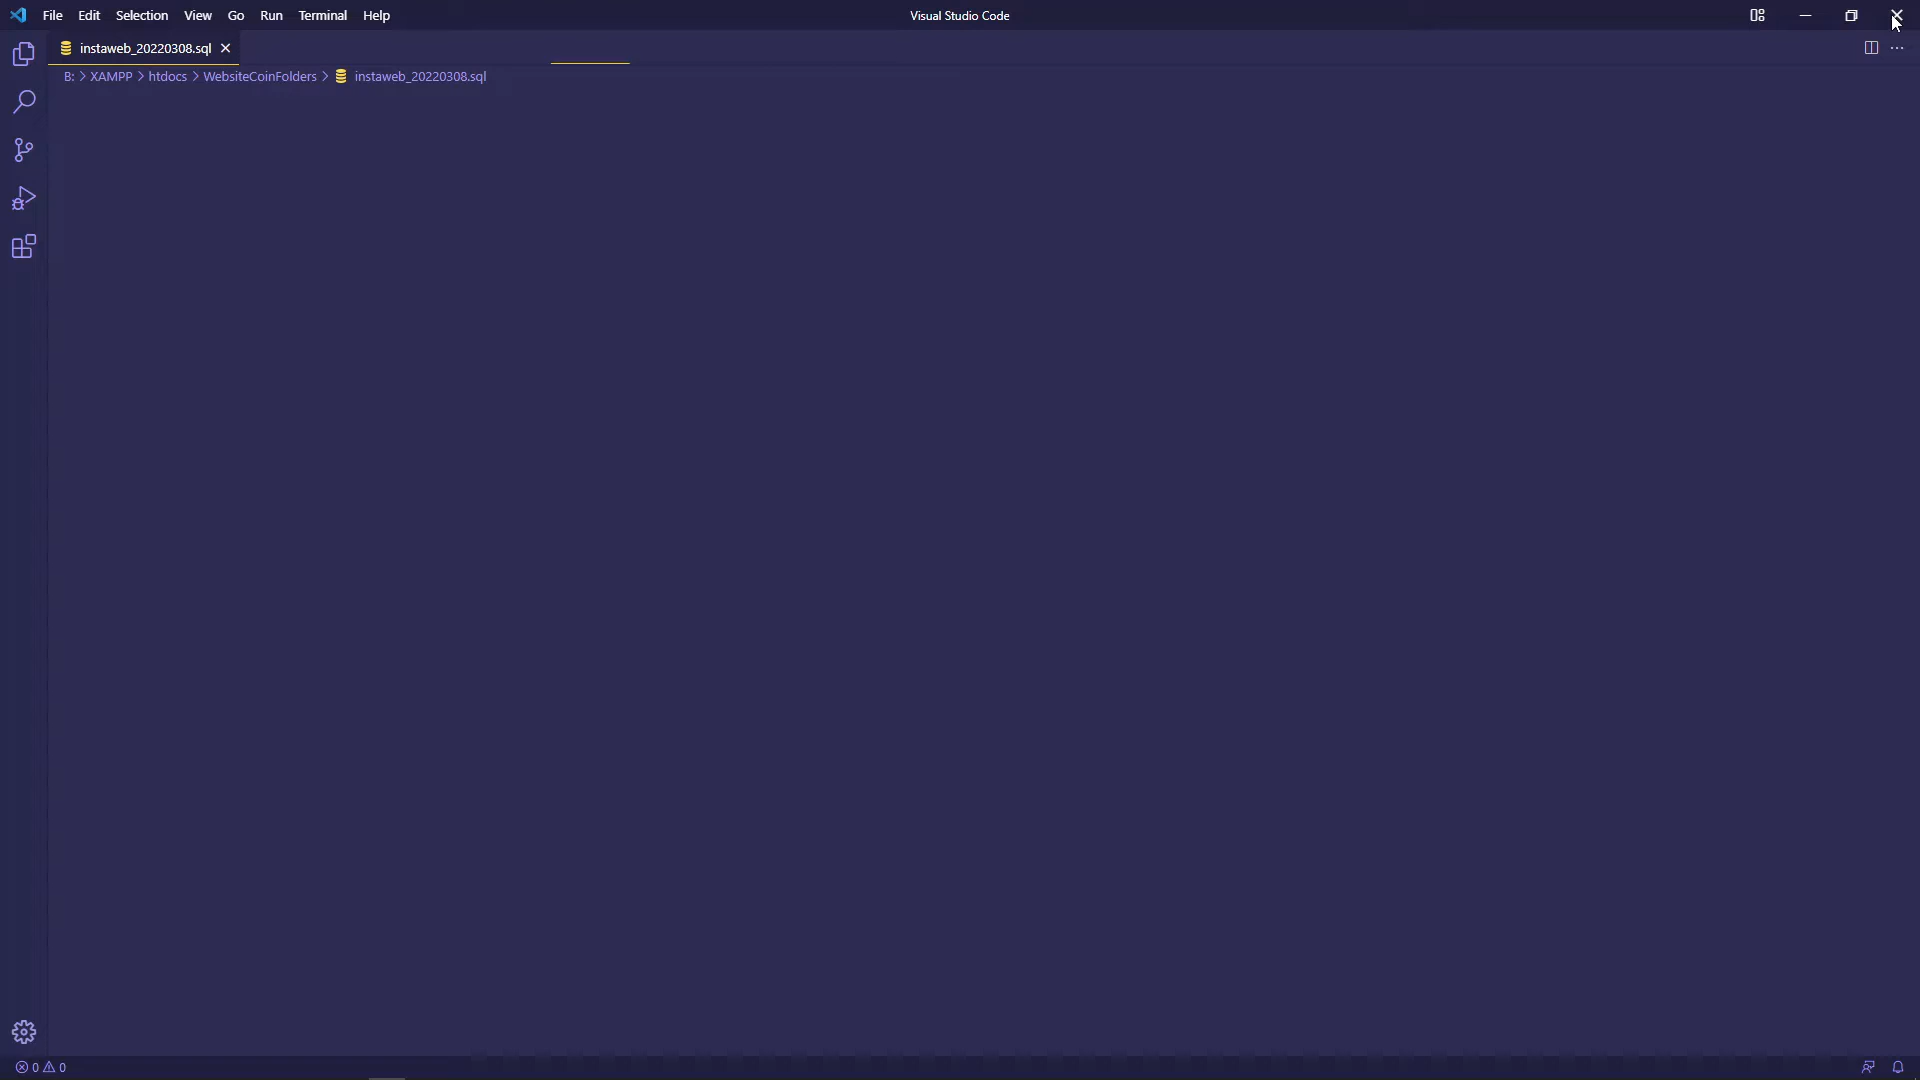 File Edit Selection View Go Run Terminal Help Visual Studio Code
instaweb_20220308.sql
B: > XAMPP > htdocs > WebsiteCoinFolders > instaweb_20220308.sql
0 0